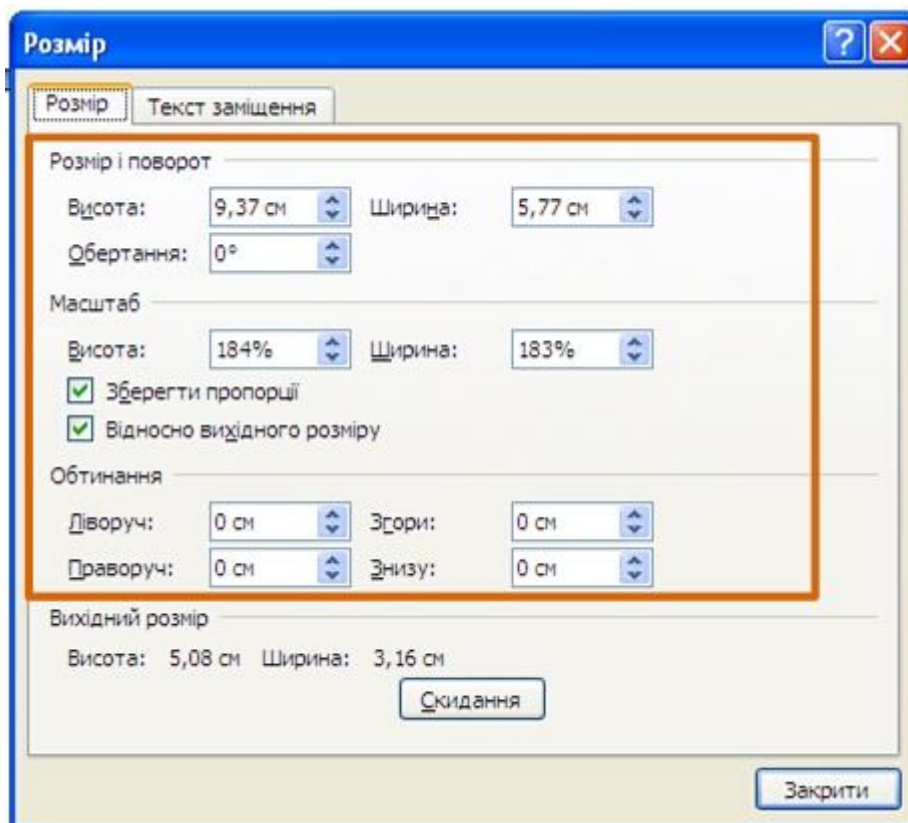 Розмір
Розмір Текст заміщення
Розмір і поворот
Висота: 9,37 см Ширина: 5,77 см
Обертання: 0°
Масштаб
Висота: 184% Ширина: 183%
Зберегти пропорції
Відносно вихідного розміру
Обтинання
Ліворуч: 0 см Згори: 0 см
Праворуч: 0 см Знизу: 0 см
Вихідний розмір
Висота: 5,08 см Ширина: 3,16 см
Скидання
Закрити